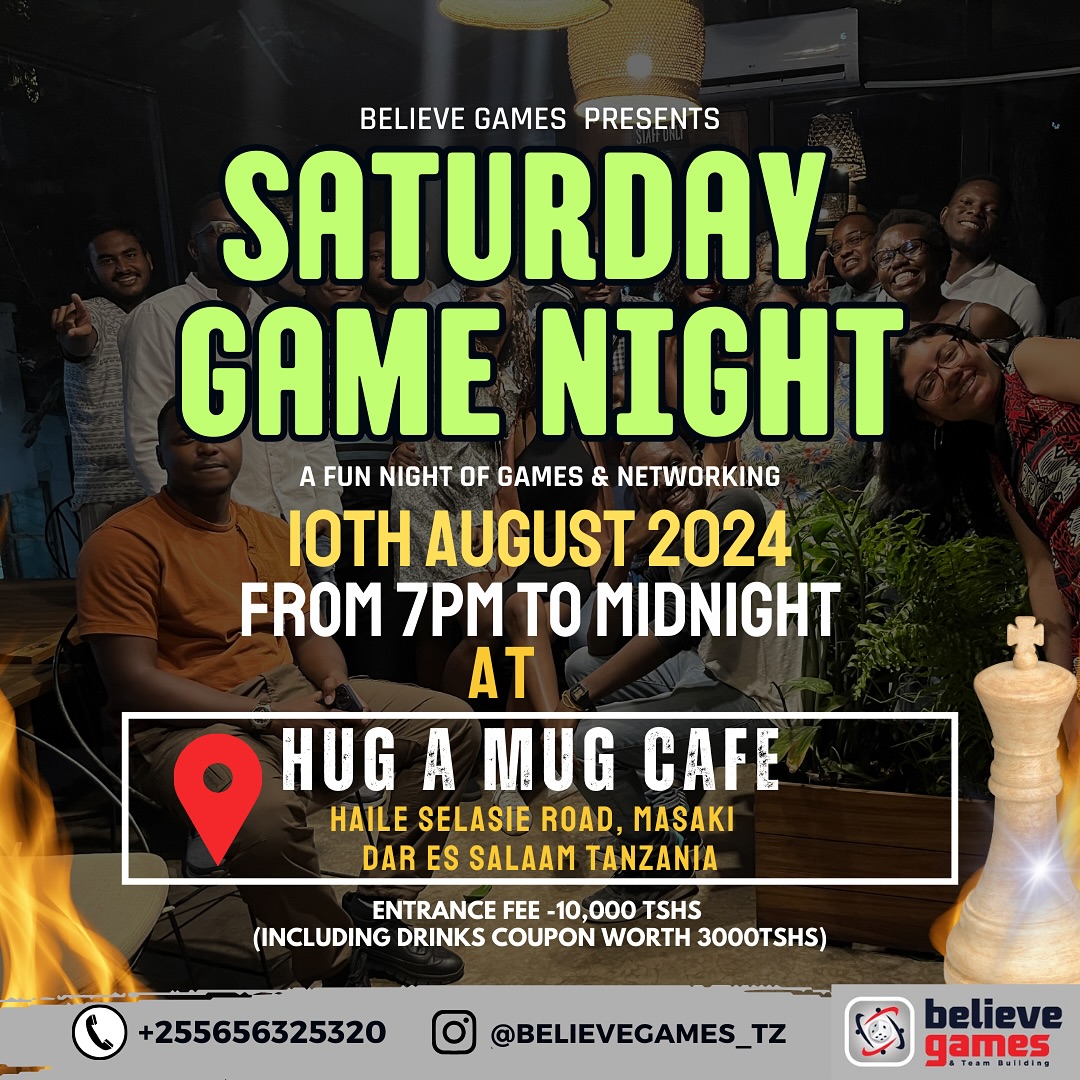 BELIEVE GAMES PRESENTS
STAFF ONLY
SATURDAY
GAME NIGHT
A FUN NIGHT OF GAMES & NETWORKING
10TH AUGUST 2024
FROM 7PM TO MIDNIGHT
AT
HUG A MUG CAFE
HAILE SELASIE ROAD, MASAKI
DAR ES SALAAM TANZANIA
ENTRANCE FEE -10,000 TSHS
(INCLUDING DRINKS COUPON WORTH 3000TSHS)
+255656325320
@BELIEVEGAMES_TZ
believe
games
& Team Building